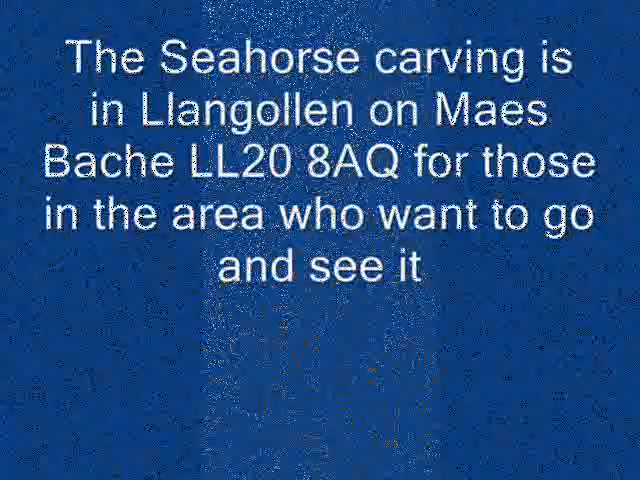 The Seahorse carving is
in Llangollen on Maes
Bache LL20 8AQ for those
in the area who want to go
and see it